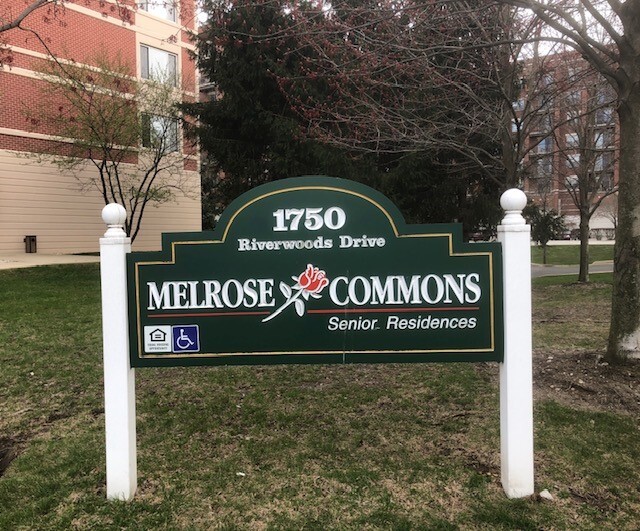 1750
Riverwoods Drive
MELROSE COMMONS
Senior Residences